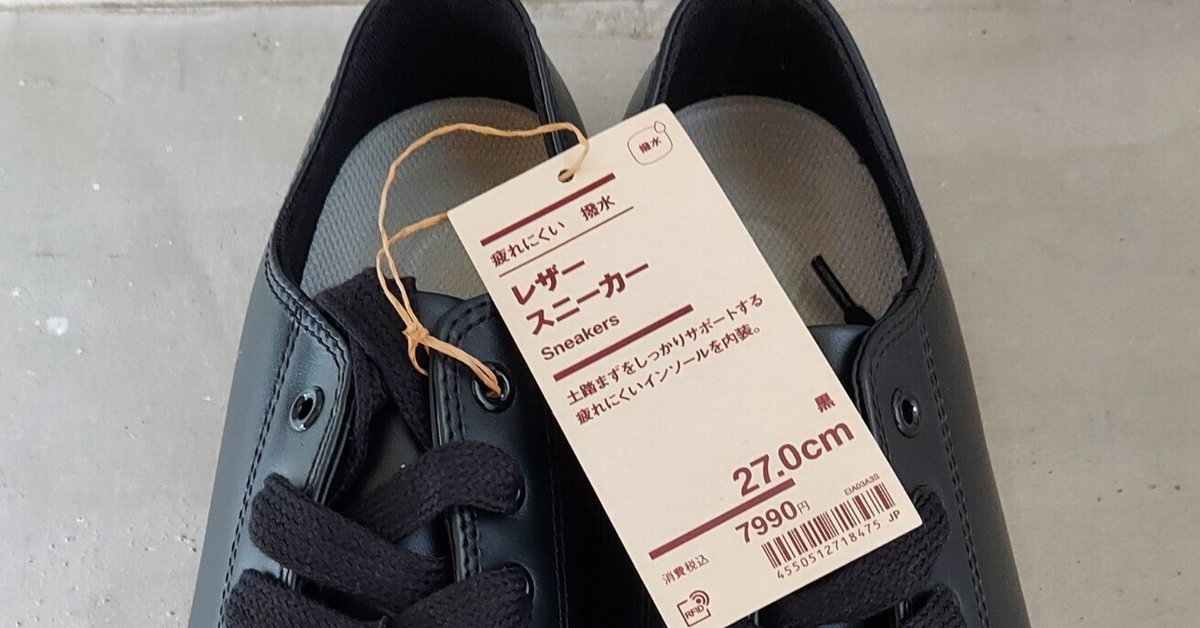 撥水
疲れにくい 撥水
レザー
スニーカー
Sneakers
土踏まずをしっかりサポートする
疲れにくいインソールを内装。
黒
27.0cm
EIA03A3S
消費税込 7990円
4550512718475 JP
RFID